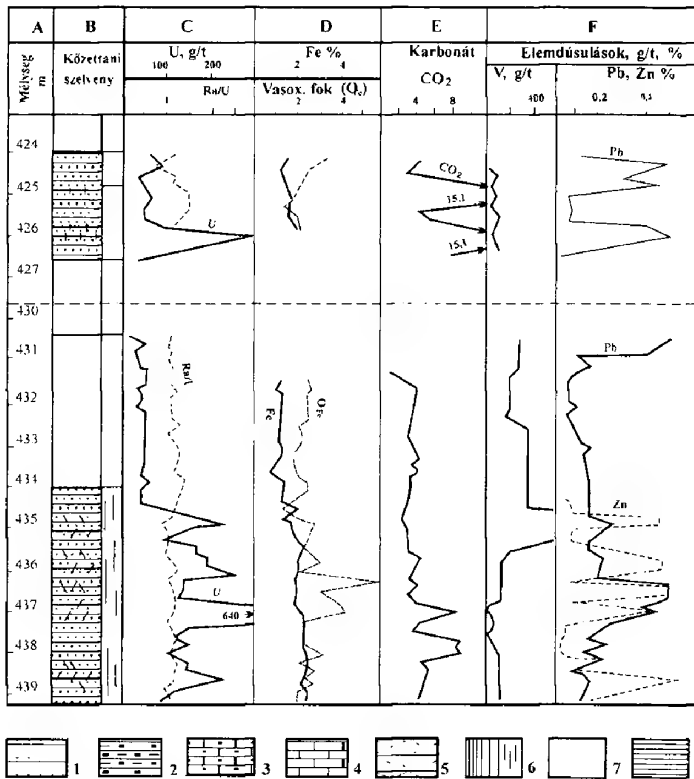 A B C D E F
Mélység m
Kőzettani szelvény
U, g/t
100 200
Ra/U
1
Fe %
2 4
Vasox. fok (Qe)
2 4
Karbonát
CO2
4 8
Elemdúsulások, g/t, %
V, g/t
400
Pb, Zn %
0,2
424
425
426
427
430
431
432
433
434
435
436
437
438
439
U
CO2
15.1
15.1
Pb
Pb
Fe
Zn
U
640
1 2 3 4 5 6 7